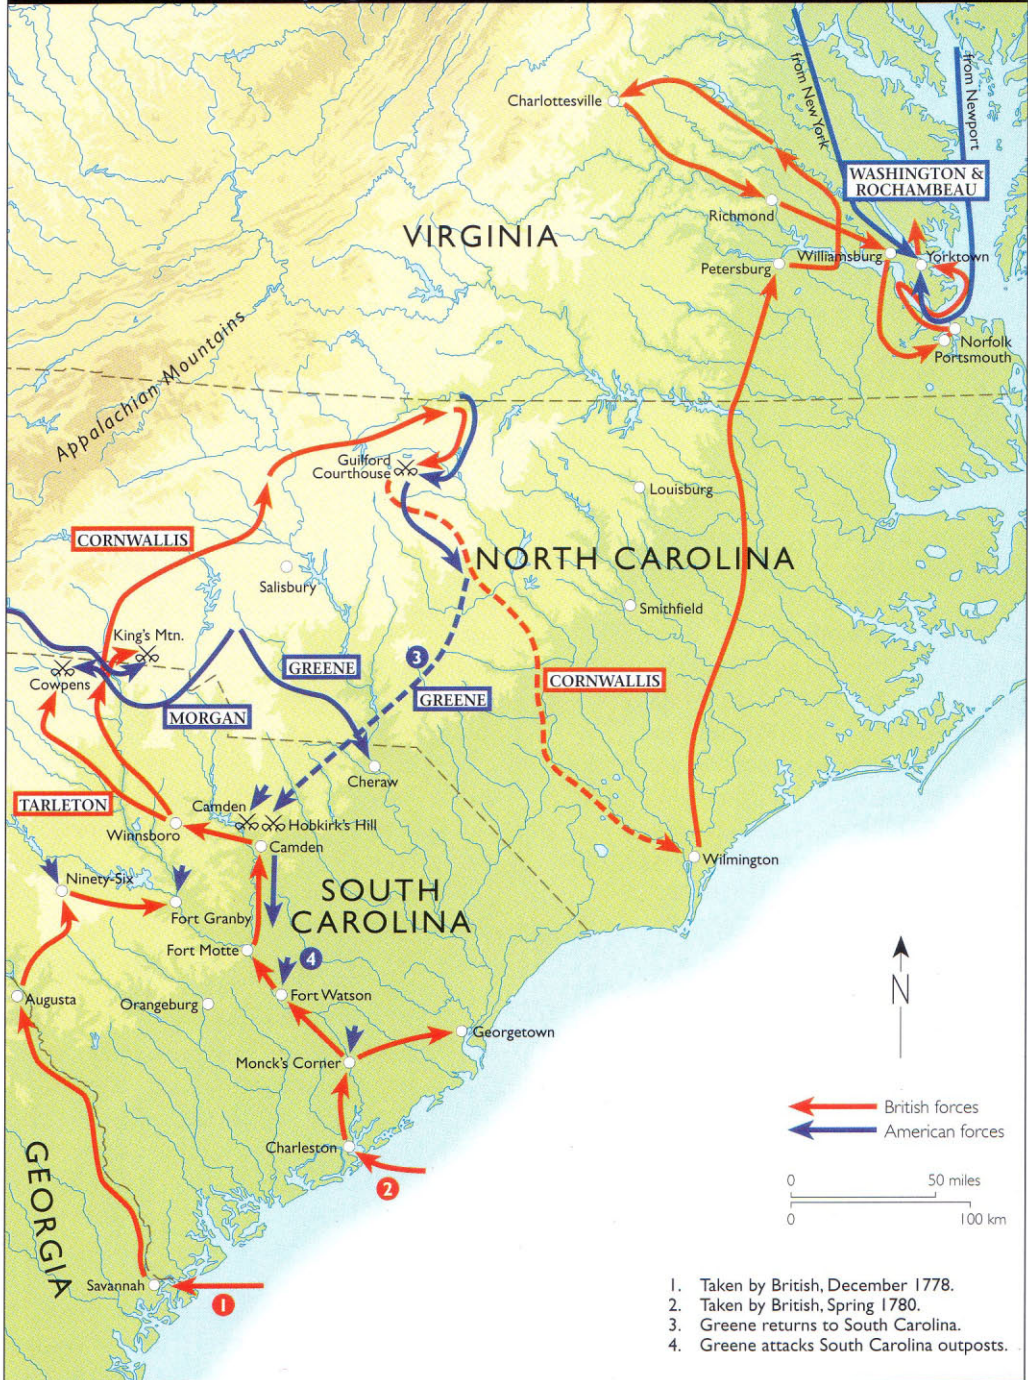 from New York
from Newport
Charlottesville
WASHINGTON &
ROCHAMBEAU
Richmond
VIRGINIA
Williamsburg
Yorktown
Petersburg
Norfolk
Portsmouth
Appalachian Mountains
Guilford
Courthouse
Louisburg
CORNWALLIS
NORTH CAROLINA
Salisbury
Smithfield
King's Mtn.
3
GREENE
Cowpens
CORNWALLIS
GREENE
MORGAN
Cheraw
TARLETON
Camden
Hobkirk's Hill
Winnsboro
Camden
Wilmington
Ninety-Six
SOUTH
CAROLINA
Fort Granby
Fort Motte
4
N
Augusta
Orangeburg
Fort Watson
Georgetown
Monck's Corner
British forces
American forces
GEORGIA
Charleston
2
0
50 miles
0
100 km
Savannah
1
1. Taken by British, December 1778.
2. Taken by British, Spring 1780.
3. Greene returns to South Carolina.
4. Greene attacks South Carolina outposts.